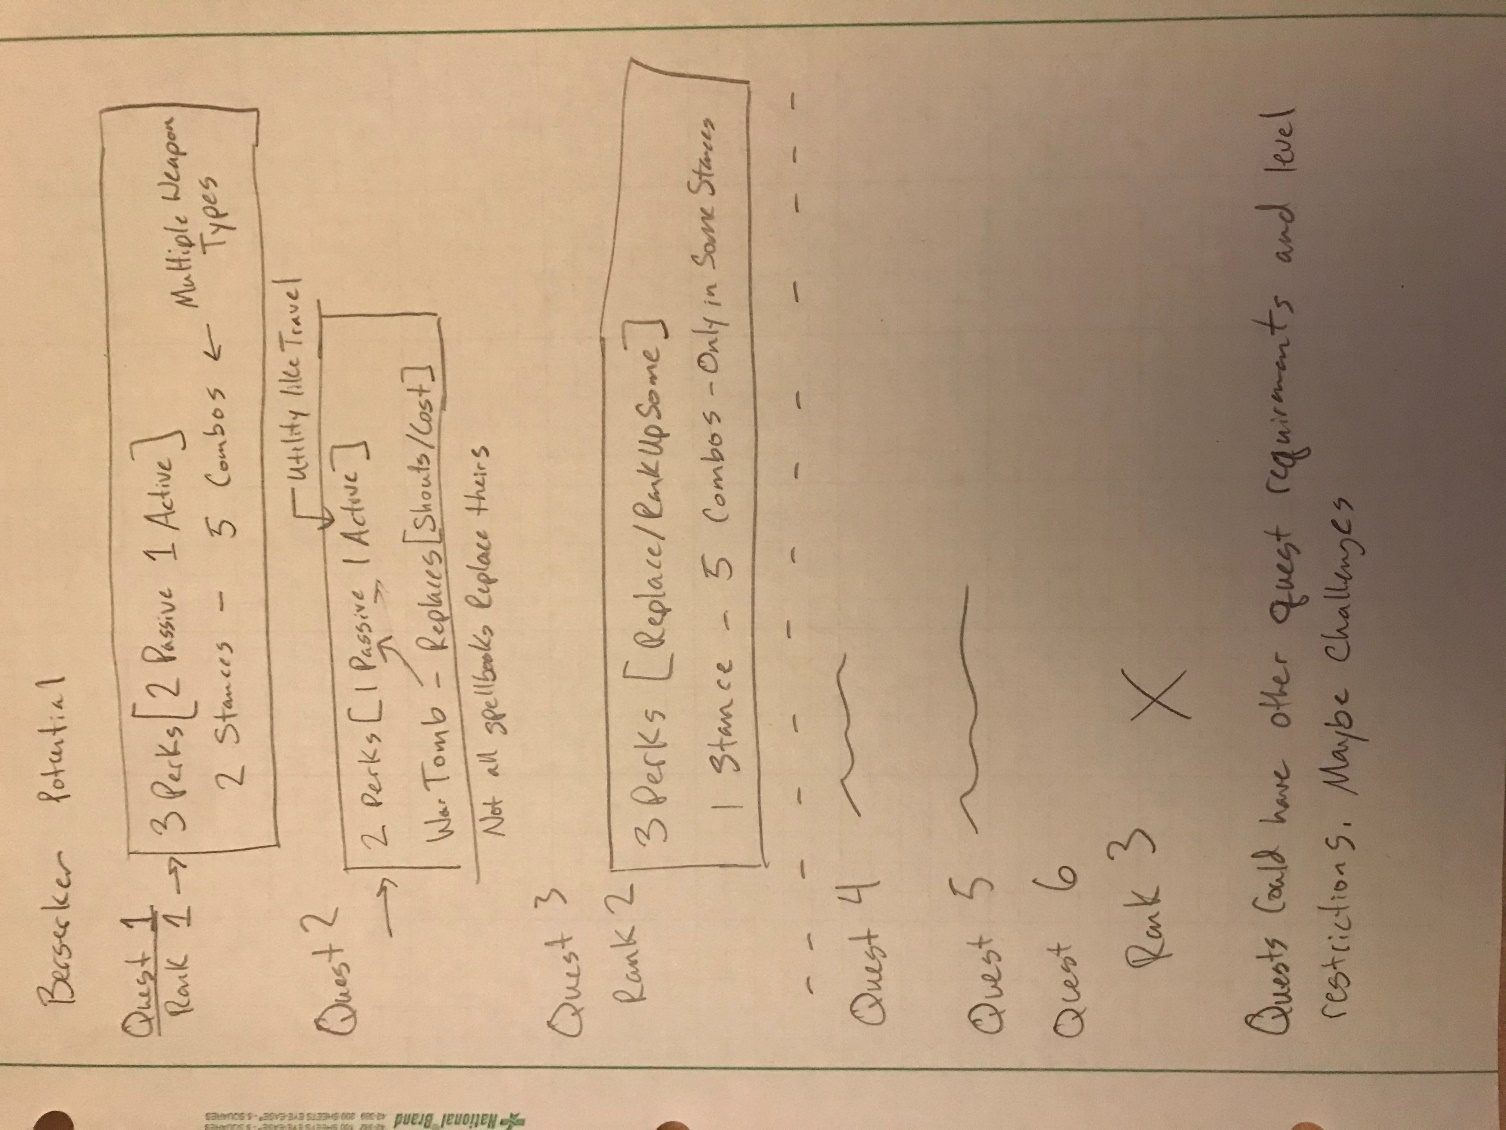 Berserker Potential
Quest 1
Rank 1 → 3 Perks [2 Passive 1 Active]
2 Stances - 5 Combos ← Multiple Weapon
Types
Utility like Travel
Quest 2
→ 2 Perks [1 Passive 1 Active]
War Tomb - Replaces [Shouts/Cost]
Not all spellbooks Replace theirs
Quest 3
Rank 2
3 Perks [Replace/RankUpSome]
1 Stance - 5 Combos - Only in Some Stances
Quest 4
Quest 5
Quest 6
Rank 3 X
Quests Could have other quest requirements and level
restrictions. Maybe Challenges
National Brand